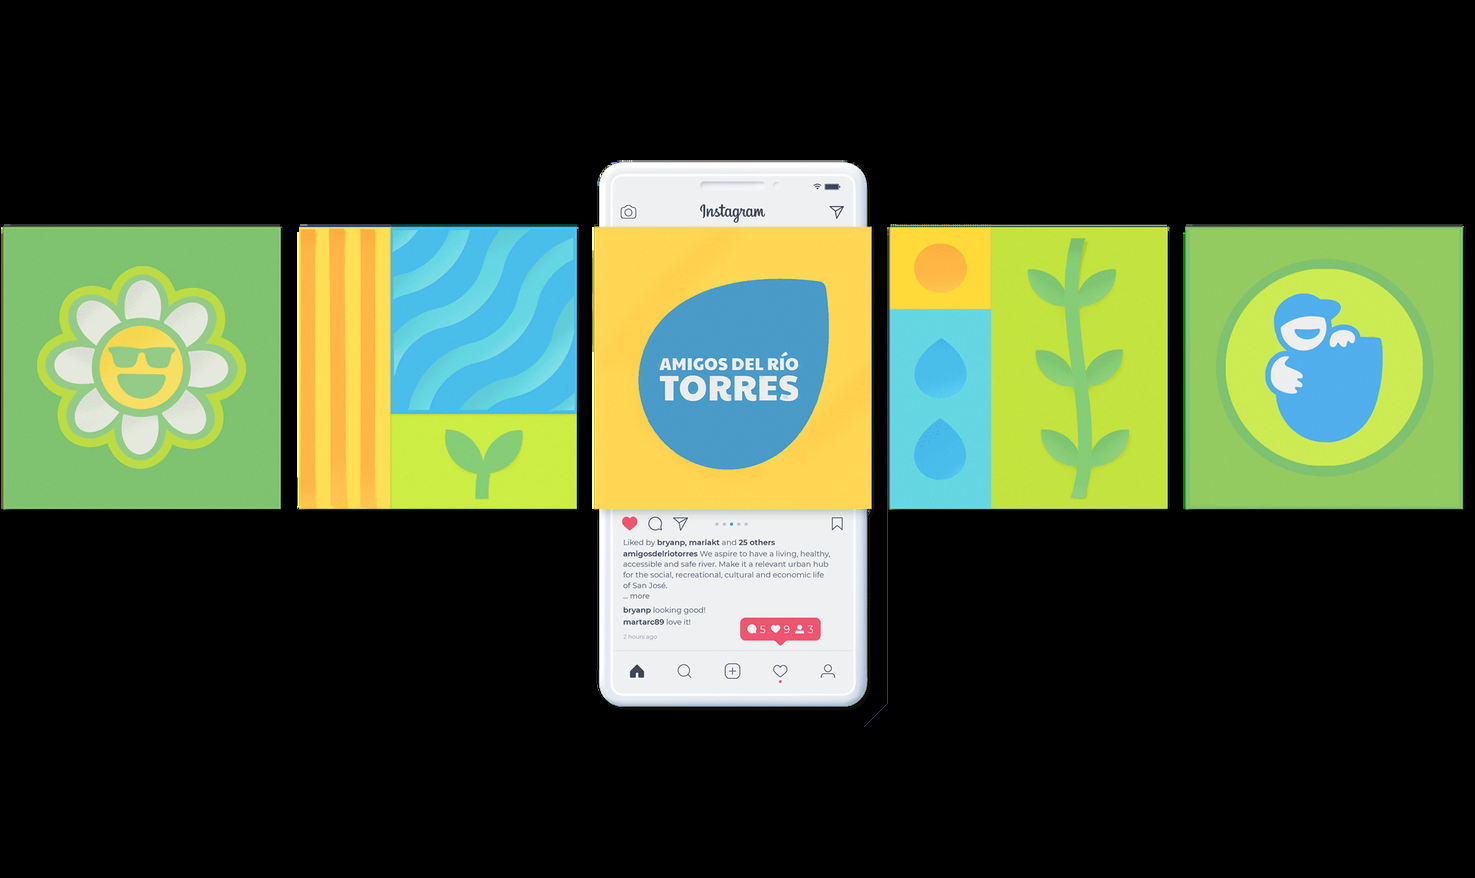 Instagram
AMIGOS DEL RÍO
TORRES
Liked by bryanp, mariakt and 25 others
amigosdelriotorres We aspire to have a living, healthy,
accessible and safe river. Make it a relevant urban hub
for the social, recreational, cultural and economic life
of San José.
... more
bryanp looking good!
martarc89 love it!
2 hours ago
5 9 3